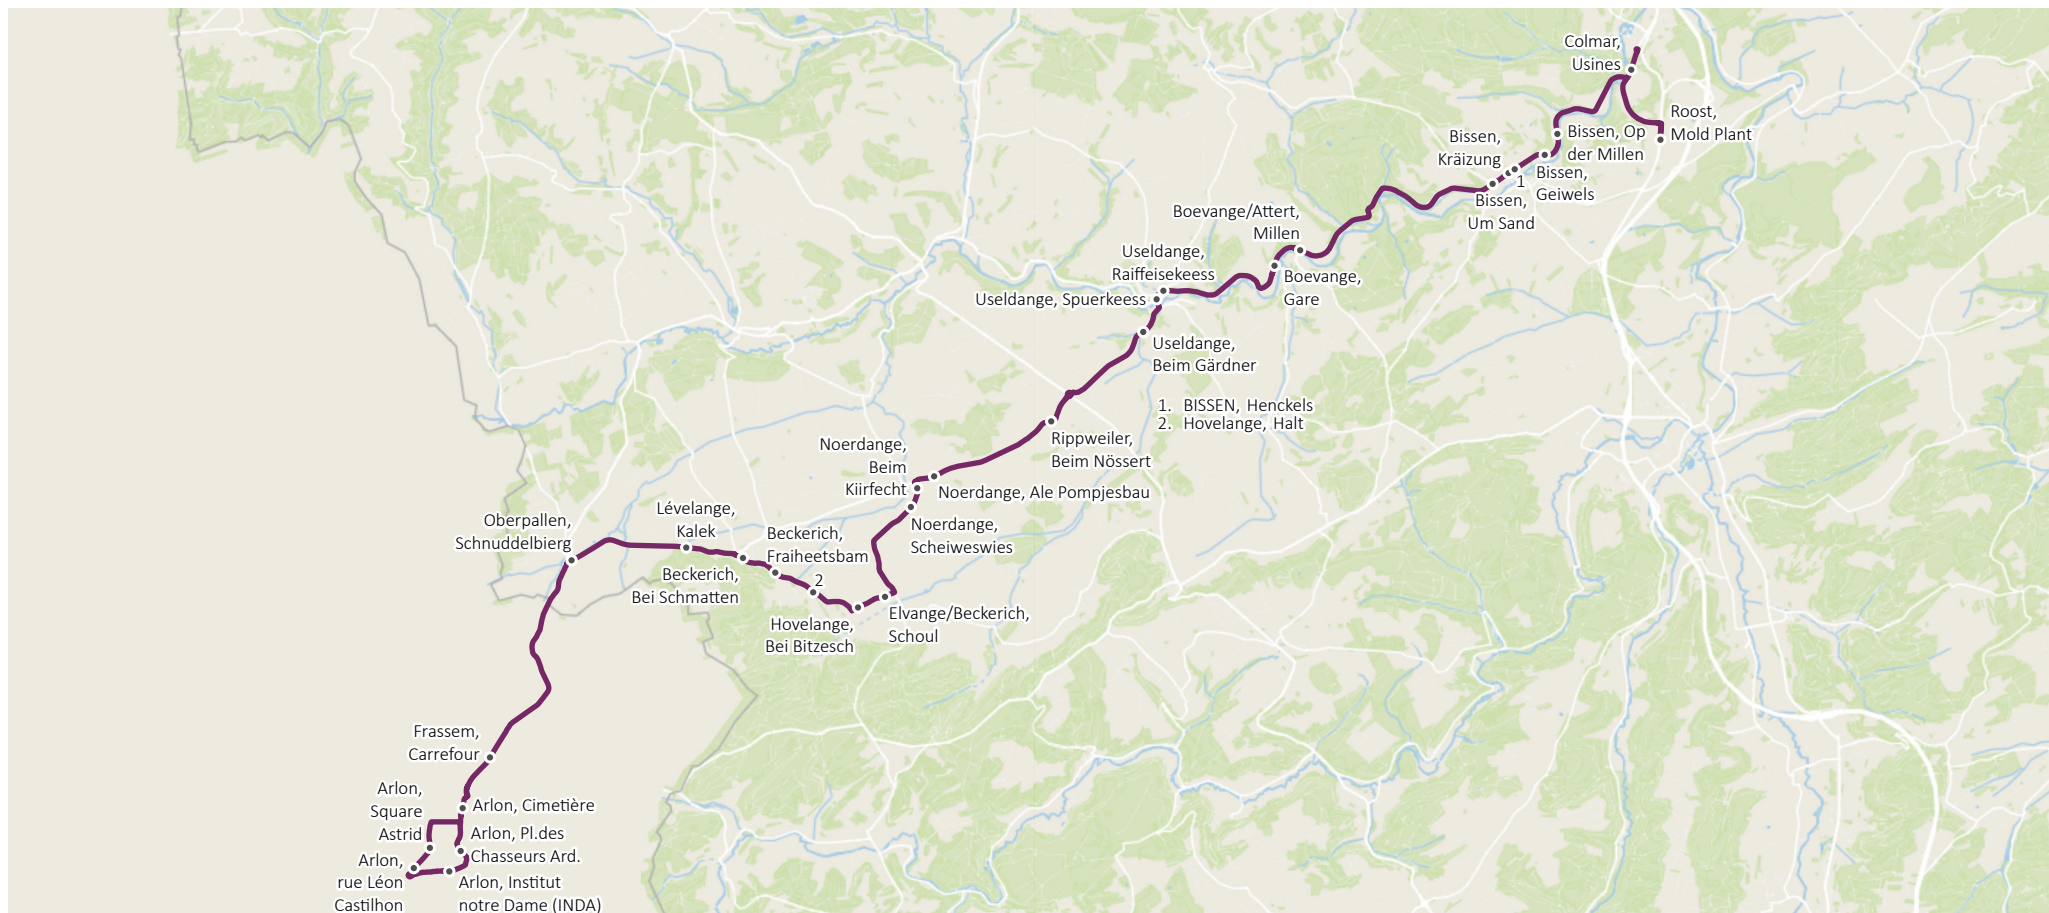 Colmar,
Usines
Roost,
Mold Plant
Bissen, Op
der Millen
Bissen,
Kräizung
1
Bissen,
Geiwels
Bissen,
Um Sand
Boevange/Attert,
Millen
Boevange,
Gare
Useldange,
Raiffeisekeess
Useldange, Spuerkeess
Useldange,
Beim Gärdner
1. BISSEN, Henckels
2. Hovelange, Halt
Rippweiler,
Beim Nössert
Noerdange,
Beim
Kiirfecht
Noerdange, Ale Pompjesbau
Noerdange,
Scheiweswies
Lévelange,
Kalek
Oberpallen,
Schnuddelbierg
Beckerich,
Fraiheetsbam
Beckerich,
Bei Schmatten
2
Hovelange,
Bei Bitzesch
Elvange/Beckerich,
Schoul
Frassem,
Carrefour
Arlon,
Square
Astrid
Arlon, Cimetière
Arlon, Pl.des
Chasseurs Ard.
Arlon,
rue Léon
Castilhon
Arlon, Institut
notre Dame (INDA)